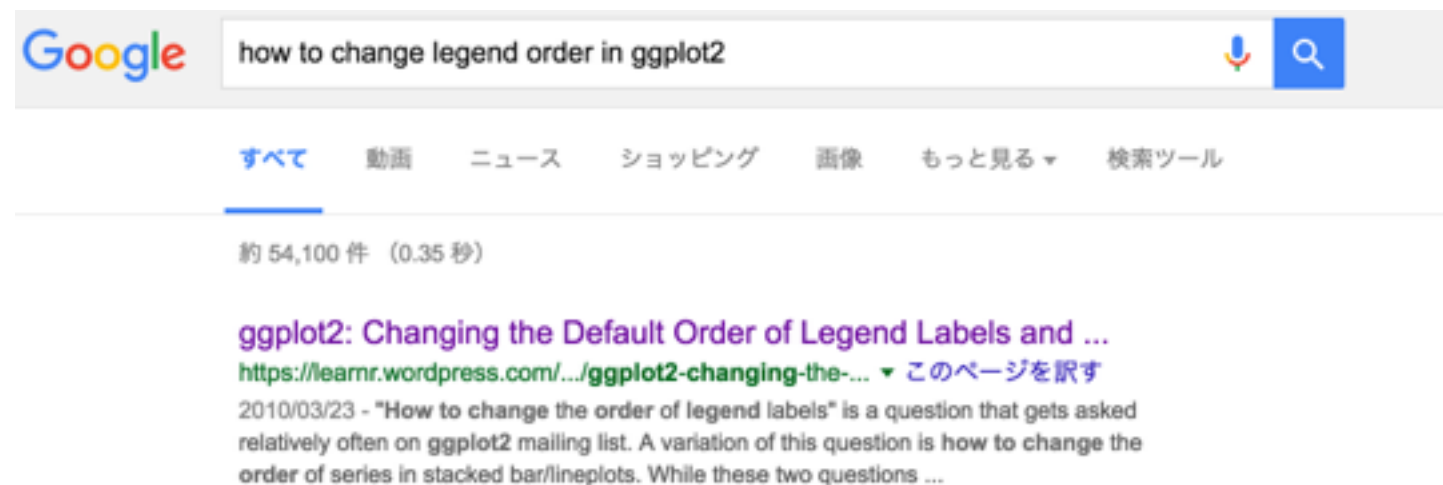 Google how to change legend order in ggplot2
すべて 動画 ニュース ショッピング 画像 もっと見る ▾ 検索ツール
約 54,100 件 （0.35 秒）
ggplot2: Changing the Default Order of Legend Labels and ...
https://learnr.wordpress.com/.../ggplot2-changing-the-... ▾ このページを訳す
2010/03/23 - "How to change the order of legend labels" is a question that gets asked
relatively often on ggplot2 mailing list. A variation of this question is how to change the
order of series in stacked bar/lineplots. While these two questions ...